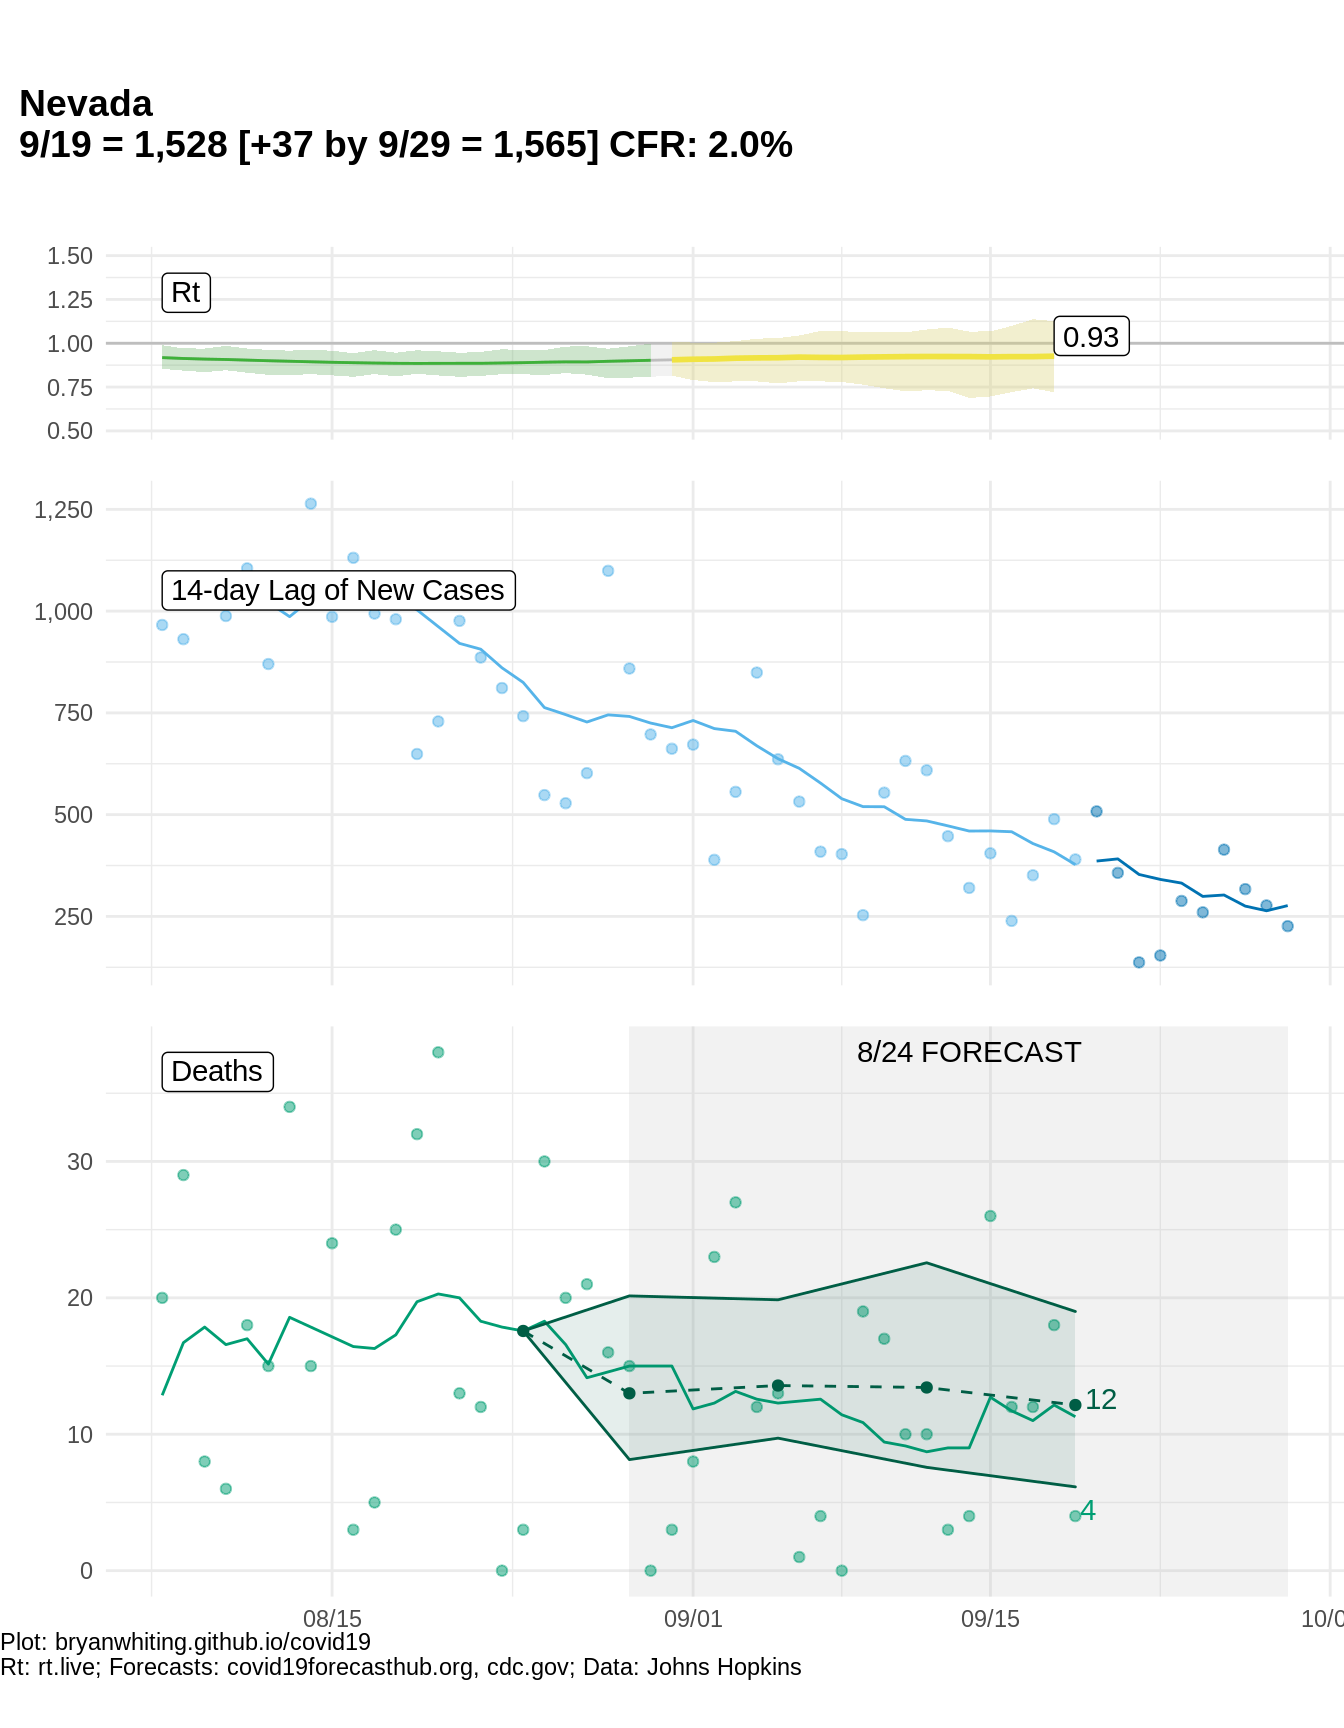 Nevada
9/19 = 1,528 [+37 by 9/29 = 1,565] CFR: 2.0%
1.50
1.25
1.00
0.75
0.50
Rt
0.93
1,250
1,000
750
500
250
14-day Lag of New Cases
30
20
10
0
Deaths
8/24 FORECAST
12
4
08/15
09/01
09/15
10/0
Plot: bryanwhiting.github.io/covid19
Rt: rt.live; Forecasts: covid19forecasthub.org, cdc.gov; Data: Johns Hopkins